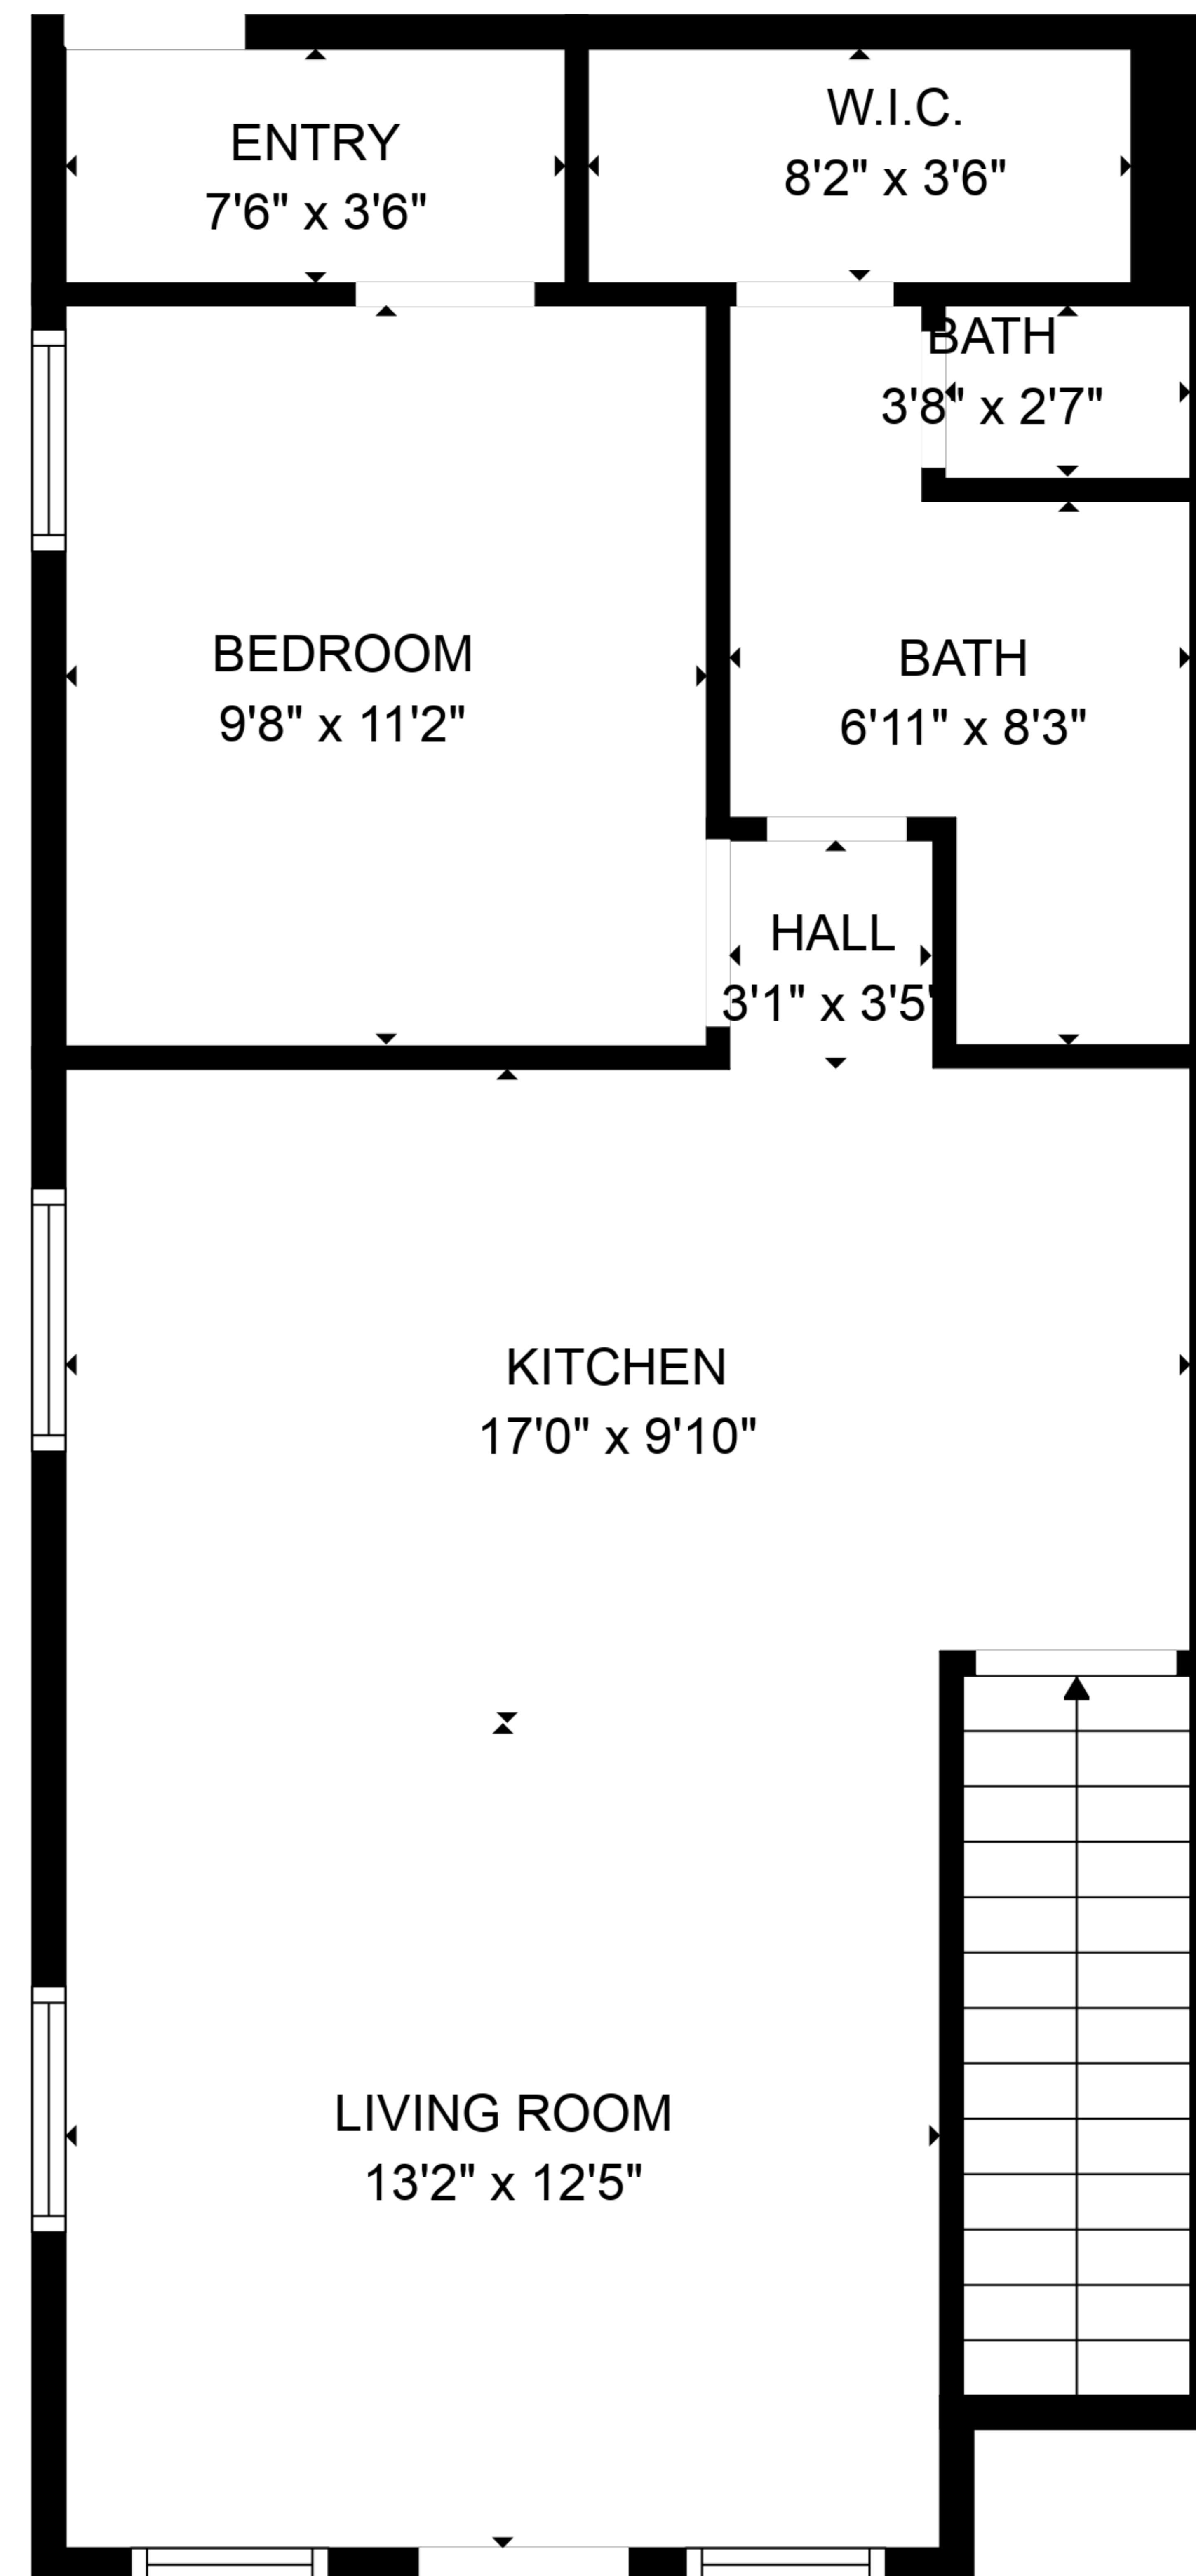 ENTRY
7'6" x 3'6"
W.I.C.
8'2" x 3'6"
BATH
3'8" x 2'7"
BEDROOM
9'8" x 11'2"
BATH
6'11" x 8'3"
HALL
3'1" x 3'5"
KITCHEN
17'0" x 9'10"
LIVING ROOM
13'2" x 12'5"